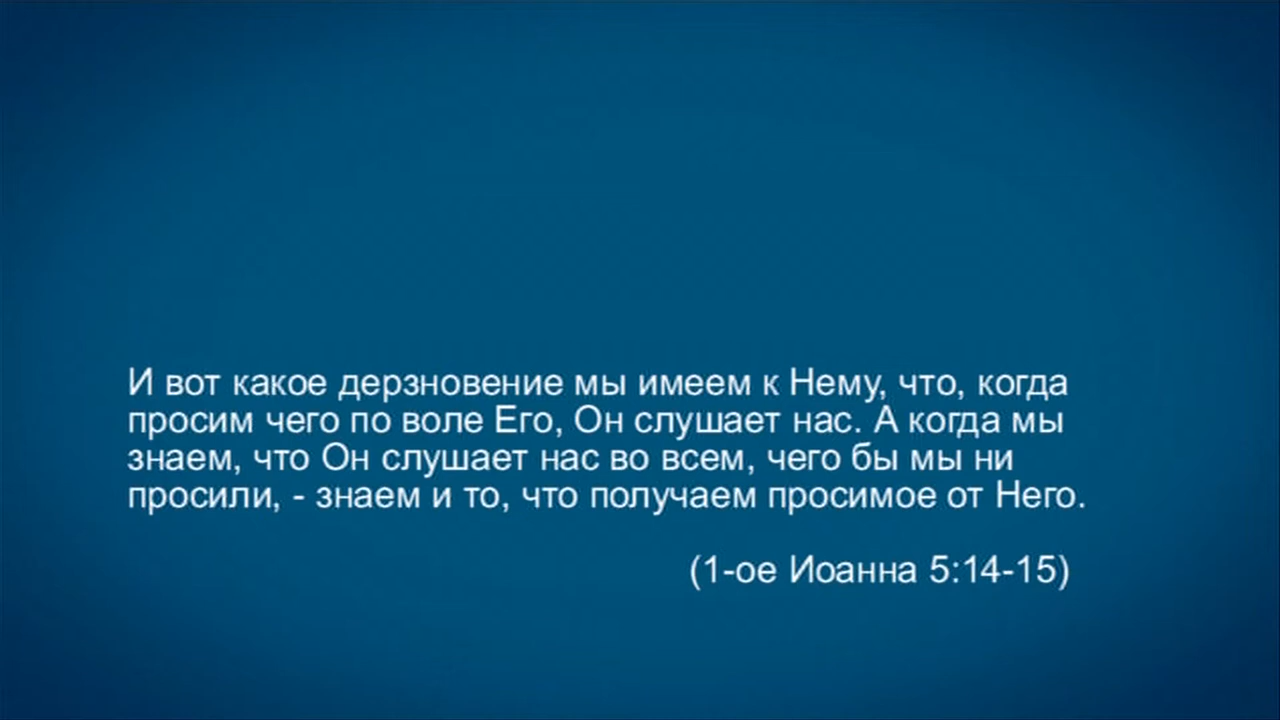 И вот какое дерзновение мы имеем к Нему, что, когда
просим чего по воле Его, Он слушает нас. А когда мы
знаем, что Он слушает нас во всем, чего бы мы ни
просили, - знаем и то, что получаем просимое от Него.
(1-ое Иоанна 5:14-15)